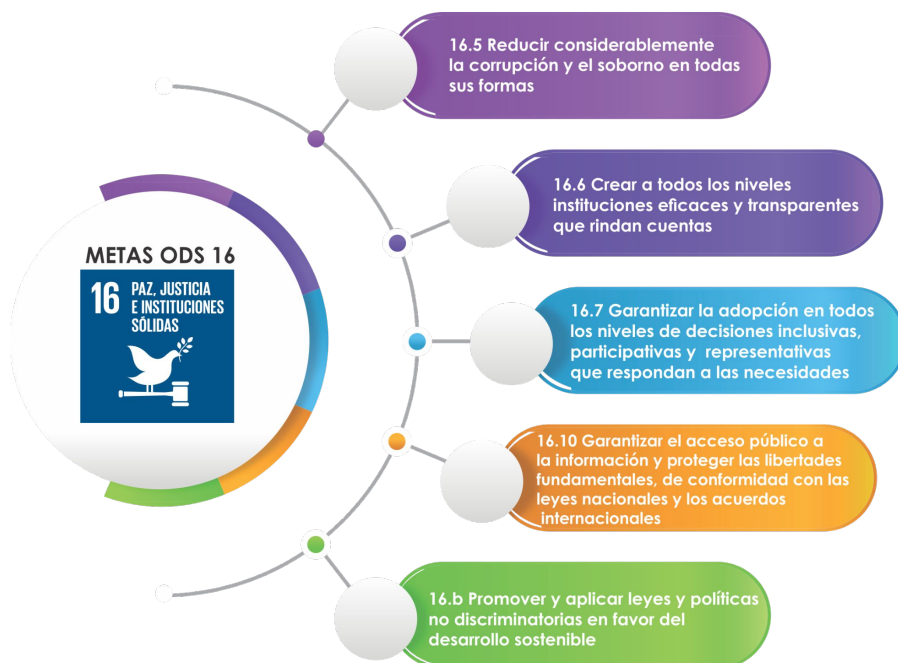 METAS ODS 16
16 PAZ, JUSTICIA
E INSTITUCIONES
SÓLIDAS
16.5 Reducir considerablemente
la corrupción y el soborno en todas
sus formas
16.6 Crear a todos los niveles
instituciones eficaces y transparentes
que rindan cuentas
16.7 Garantizar la adopción en todos
los niveles de decisiones inclusivas,
participativas y representativas
que respondan a las necesidades
16.10 Garantizar el acceso público a
la información y proteger las libertades
fundamentales, de conformidad con las
leyes nacionales y los acuerdos
internacionales
16.b Promover y aplicar leyes y políticas
no discriminatorias en favor del
desarrollo sostenible